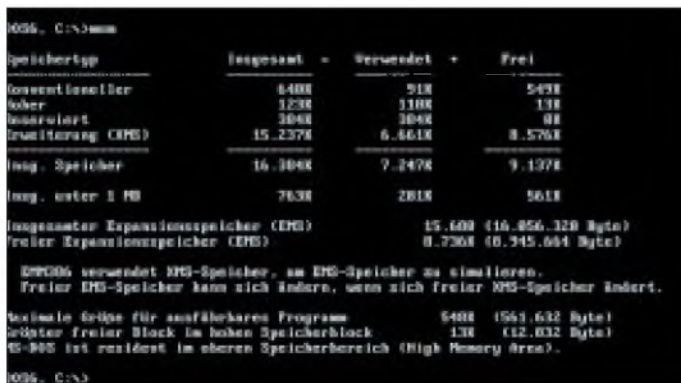 C:\>mem
Speichertyp Insgesamt - Verwendet + Frei
Konventioneller 640K 91K 549K
Hoher 123K 110K 13K
Reserviert 384K 384K 0K
Erweiterung (XMS) 15.237K 6.661K 8.576K
Insg. Speicher 16.384K 7.247K 9.137K
Insg. unter 1 MB 763K 201K 561K
Insgesamter Expansionsspeicher (EMS) (16.056.320 Byte)
Freier Expansionsspeicher (EMS) 8.736K (8.945.664 Byte)
EMM386 verwendet XMS-Speicher, um EMS-Speicher zu simulieren.
Freier EMS-Speicher kann sich ändern, wenn sich freier XMS-Speicher ändert.
Maximale Größe für ausführbares Programm (561.632 Byte)
Größter freier Block im hohen Speicherblock 13K (12.832 Byte)
MS-DOS ist resident im oberen Speicherbereich (High Memory Area).
C:\>